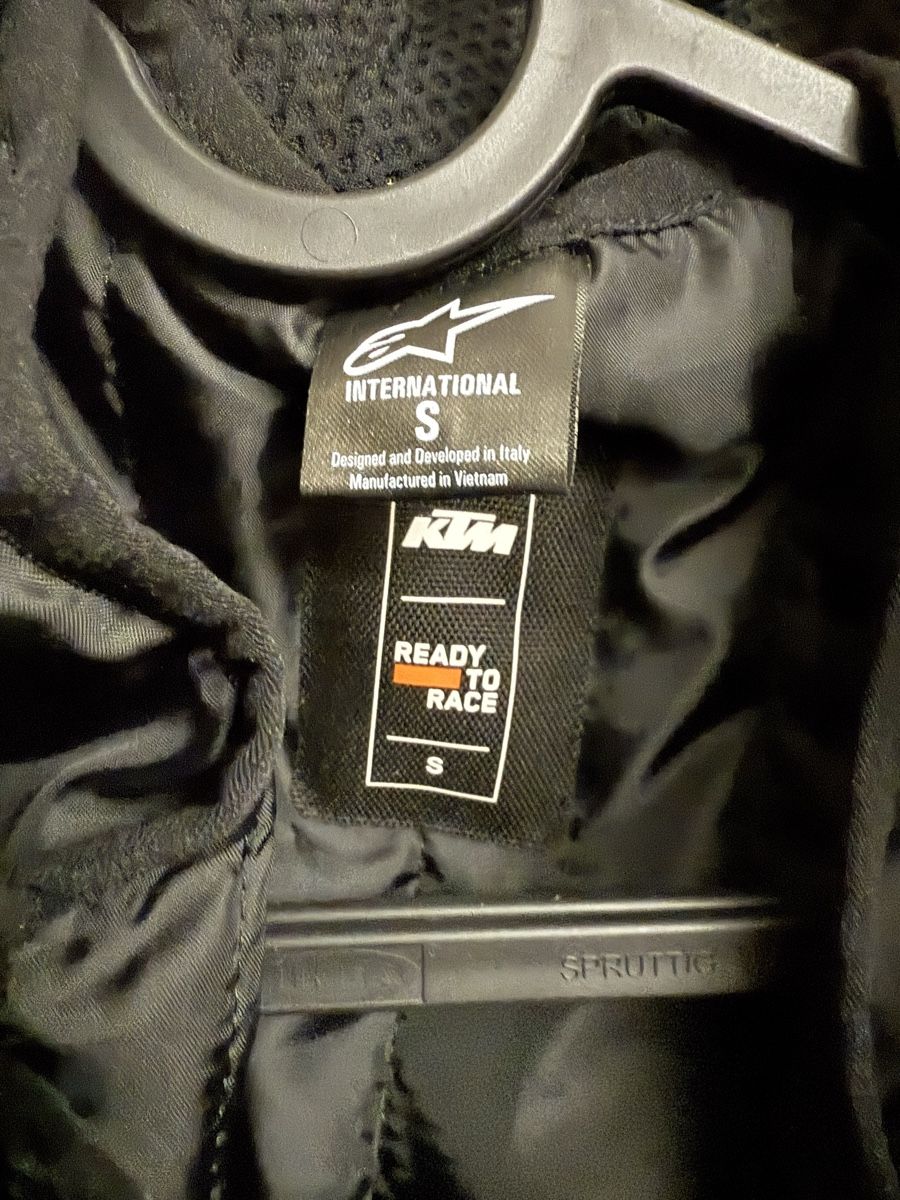 INTERNATIONAL
S
Designed and Developed in Italy
Manufactured in Vietnam
KTM
READY
TO
RACE
S
SPRUTTIG